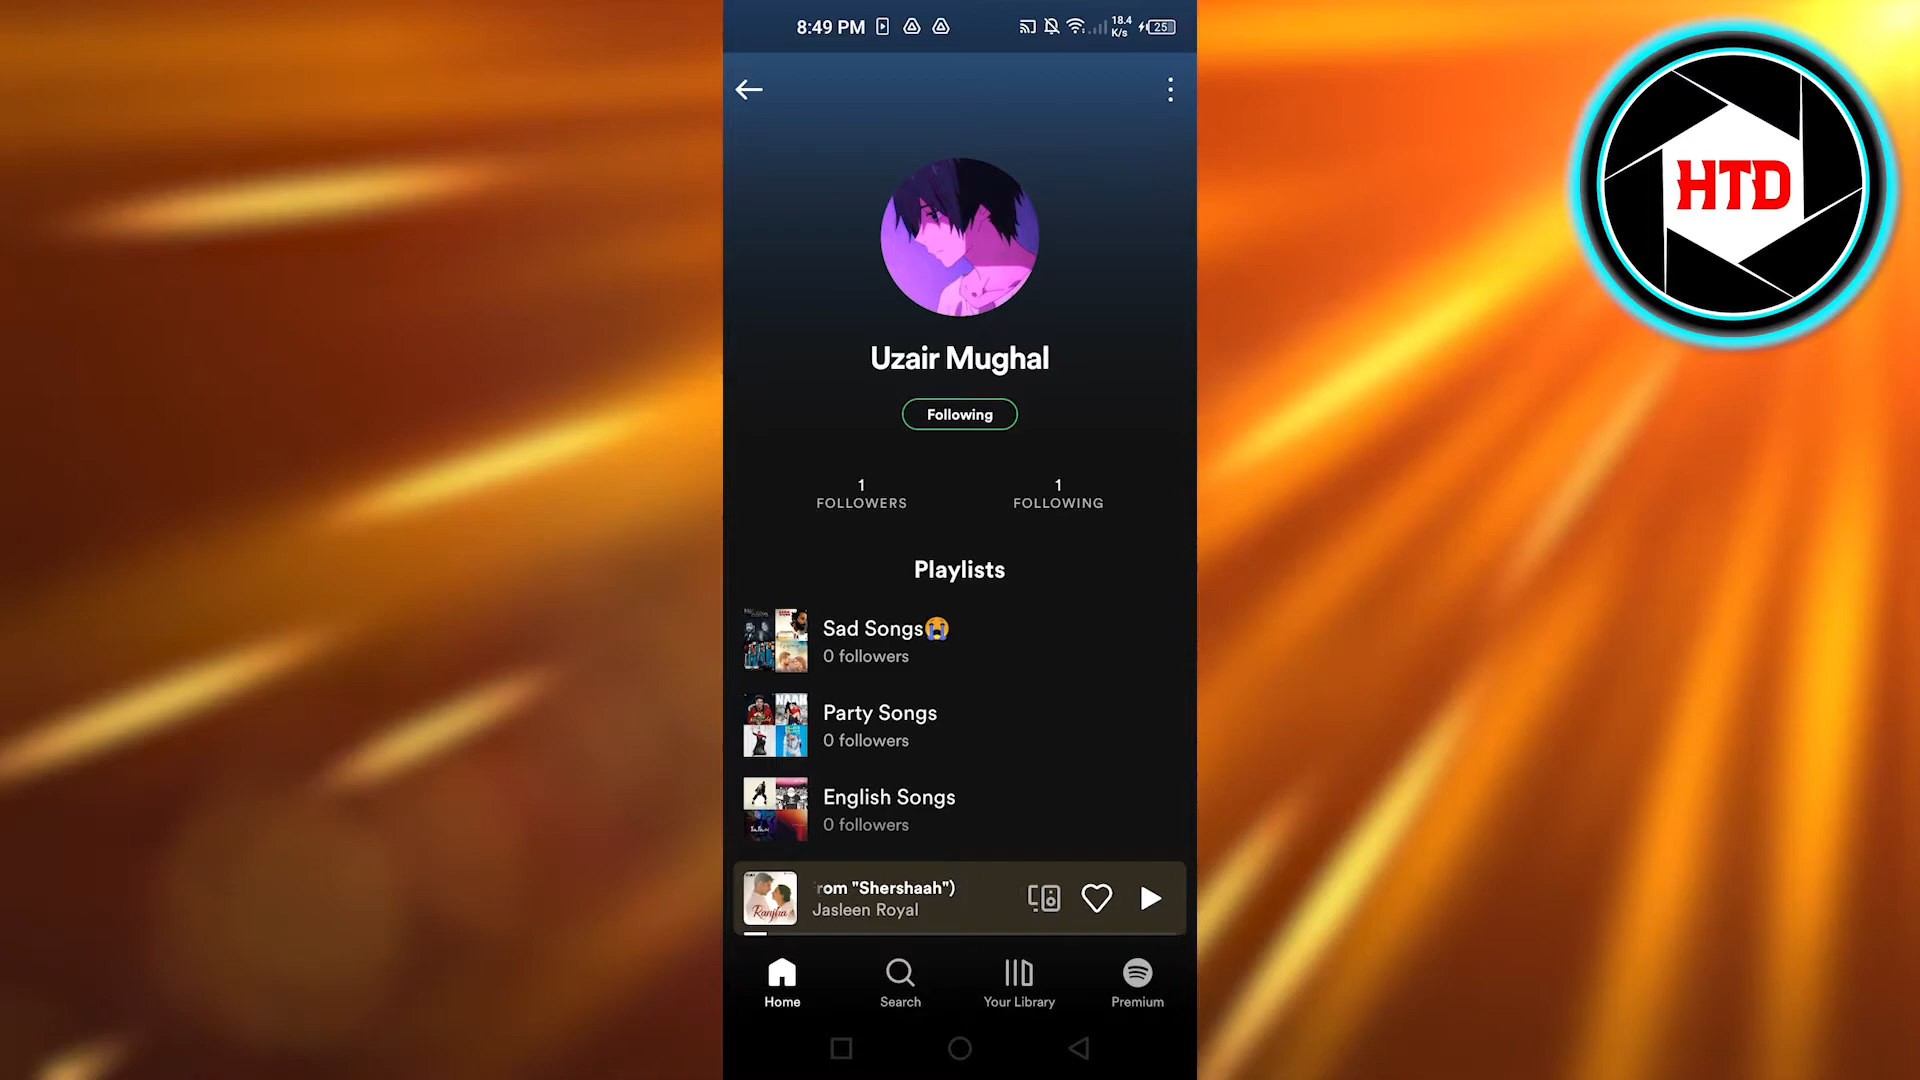 8:49 PM
18.4
K/s
25
HTD
Uzair Mughal
Following
1
FOLLOWERS
1
FOLLOWING
Playlists
Sad Songs😭
0 followers
Party Songs
0 followers
English Songs
0 followers
Ranjha
rom "Shershaah")
Jasleen Royal
Home
Search
Your Library
Premium